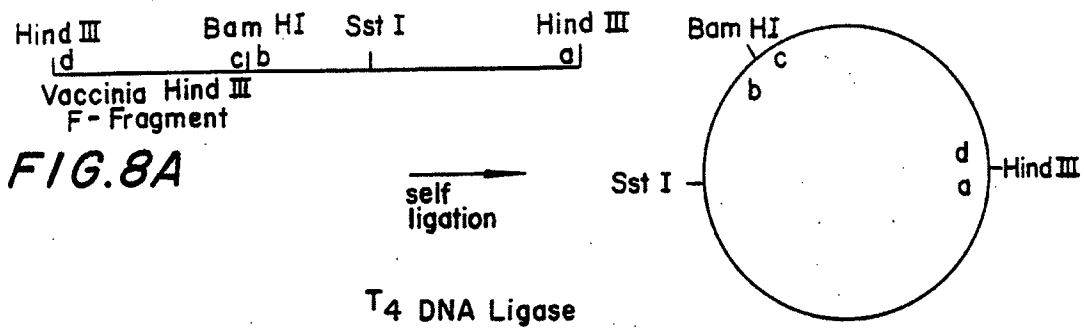 Hind III Bam HI Sst I Hind III
d c b a
Vaccinia Hind III
F-Fragment
FIG.8A
self
ligation
T4 DNA Ligase
Bam HI
c
b
d
Hind III
a
Sst I